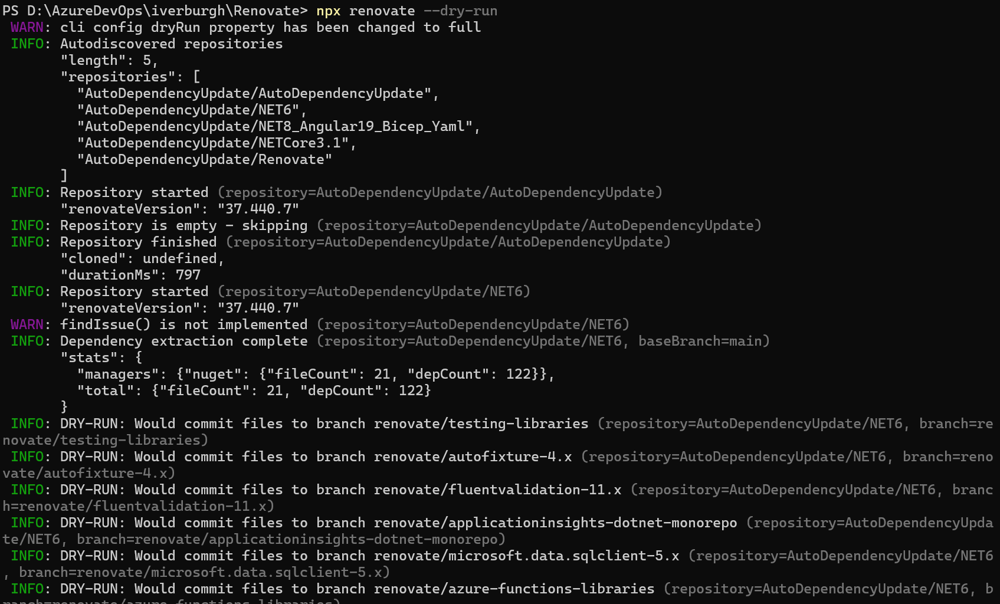 PS D:\AzureDevOps\iverburgh\Renovate> npx renovate --dry-run
WARN: cli config dryRun property has been changed to full
INFO: Autodiscovered repositories
"length": 5,
"repositories": [
"AutoDependencyUpdate/AutoDependencyUpdate",
"AutoDependencyUpdate/NET6",
"AutoDependencyUpdate/NET8_Angular19_Bicep_Yaml",
"AutoDependencyUpdate/NETCore3.1",
"AutoDependencyUpdate/Renovate"
]
INFO: Repository started (repository=AutoDependencyUpdate/AutoDependencyUpdate)
"renovateVersion": "37.440.7"
INFO: Repository is empty - skipping (repository=AutoDependencyUpdate/AutoDependencyUpdate)
INFO: Repository finished (repository=AutoDependencyUpdate/AutoDependencyUpdate)
"cloned": undefined,
"durationMs": 797
INFO: Repository started (repository=AutoDependencyUpdate/NET6)
"renovateVersion": "37.440.7"
WARN: findIssue() is not implemented (repository=AutoDependencyUpdate/NET6)
INFO: Dependency extraction complete (repository=AutoDependencyUpdate/NET6, baseBranch=main)
"stats": {
"managers": {"nuget": {"fileCount": 21, "depCount": 122}},
"total": {"fileCount": 21, "depCount": 122}
}
INFO: DRY-RUN: Would commit files to branch renovate/testing-libraries (repository=AutoDependencyUpdate/NET6, branch=re
novate/testing-libraries)
INFO: DRY-RUN: Would commit files to branch renovate/autofixture-4.x (repository=AutoDependencyUpdate/NET6, branch=reno
vate/autofixture-4.x)
INFO: DRY-RUN: Would commit files to branch renovate/fluentvalidation-11.x (repository=AutoDependencyUpdate/NET6, branc
h=renovate/fluentvalidation-11.x)
INFO: DRY-RUN: Would commit files to branch renovate/applicationinsights-dotnet-monorepo (repository=AutoDependencyUpda
te/NET6, branch=renovate/applicationinsights-dotnet-monorepo)
INFO: DRY-RUN: Would commit files to branch renovate/microsoft.data.sqlclient-5.x (repository=AutoDependencyUpdate/NET6
, branch=renovate/microsoft.data.sqlclient-5.x)
INFO: DRY-RUN: Would commit files to branch renovate/azure-functions-libraries (repository=AutoDependencyUpdate/NET6, b
ranch=renovate/azure-functions-libraries)